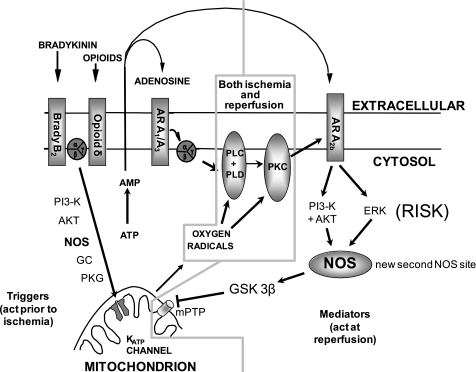 BRADYKININ
OPIOIDS
ADENOSINE
Both ischemia
and
reperfusion
EXTRACELLULAR
Brady B2
Opioid δ
AR A1/A3
PLC
+
PLD
PKC
ARA2b
CYTOSOL
α
β
γ
α
β
γ
AMP
ATP
PI3-K
AKT
NOS
GC
PKG
OXYGEN
RADICALS
PI3-K
+ AKT
ERK
(RISK)
NOS
new second NOS site
GSK 3β
mPTP
Triggers
(act prior to
ischemia)
KATP
CHANNEL
MITOCHONDRION
Mediators
(act at
reperfusion)